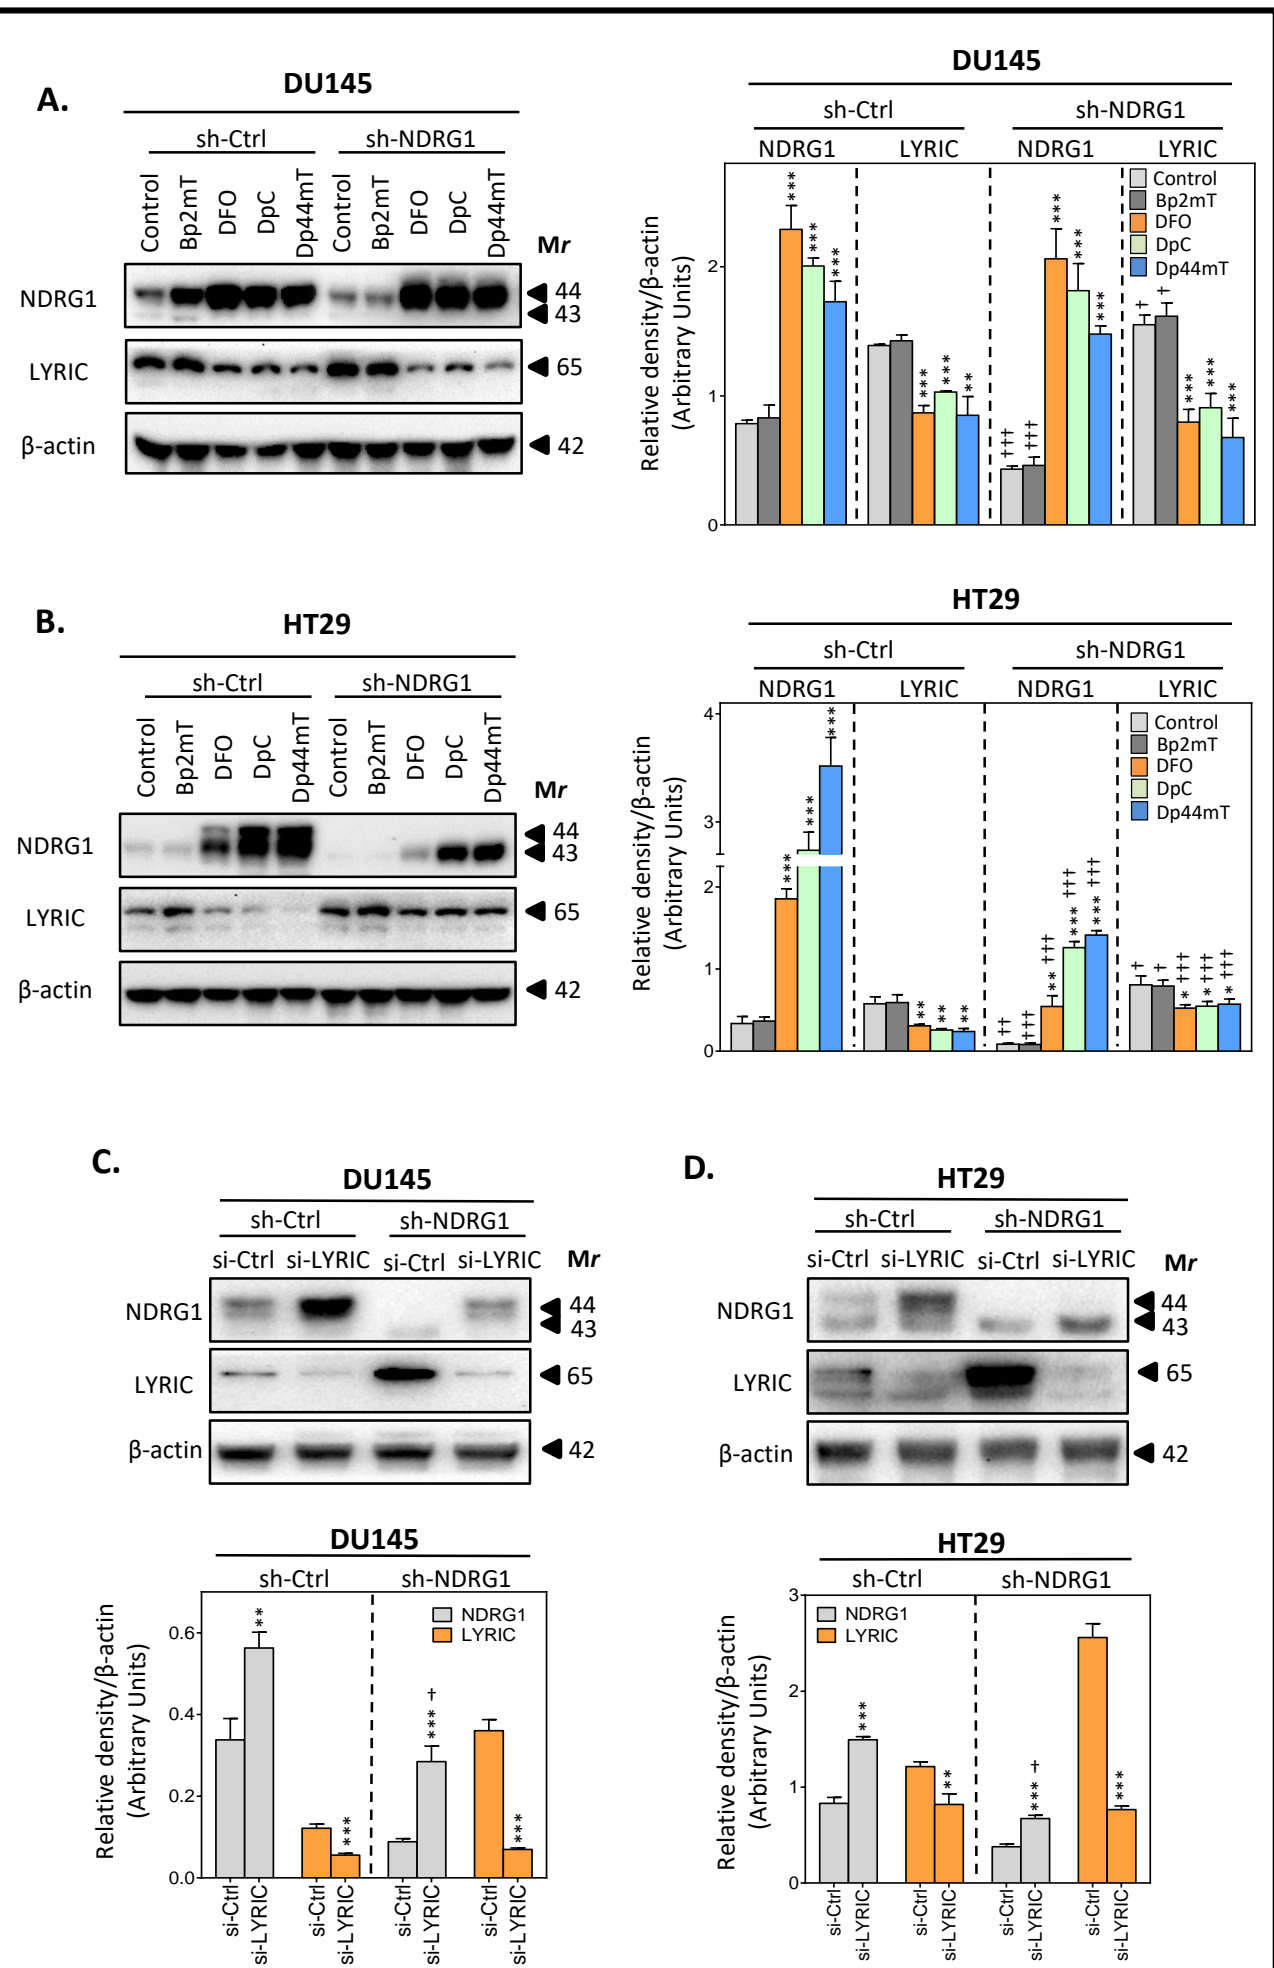 A.
DU145
sh-Ctrl sh-NDRG1
Control Bp2mT DFO DpC Dp44mT Control Bp2mT DFO DpC Dp44mT Mr
NDRG1 44
43
LYRIC 65
β-actin 42
DU145
sh-Ctrl sh-NDRG1
NDRG1 LYRIC NDRG1 LYRIC
Relative density/β-actin
(Arbitrary Units)
2
1
0
*** *** *** *** *** ** ††† ††† *** *** *** † † *** *** ***
Control
Bp2mT
DFO
DpC
Dp44mT
B.
HT29
sh-Ctrl sh-NDRG1
Control Bp2mT DFO DpC Dp44mT Control Bp2mT DFO DpC Dp44mT Mr
NDRG1 44
43
LYRIC 65
β-actin 42
HT29
sh-Ctrl sh-NDRG1
NDRG1 LYRIC NDRG1 LYRIC
Relative density/β-actin
(Arbitrary Units)
4
3
2
1
0
*** *** *** ** ** ** †† ††† ** ††† *** ††† *** ††† † † * ††† * ††† * †††
Control
Bp2mT
DFO
DpC
Dp44mT
C.
DU145
sh-Ctrl sh-NDRG1
si-Ctrl si-LYRIC si-Ctrl si-LYRIC Mr
NDRG1 44
43
LYRIC 65
β-actin 42
DU145
sh-Ctrl sh-NDRG1
Relative density/β-actin
(Arbitrary Units)
0.6
0.4
0.2
0.0
NDRG1
LYRIC
** *** *** † ***
si-Ctrl si-LYRIC si-Ctrl si-LYRIC si-Ctrl si-LYRIC si-Ctrl si-LYRIC
D.
HT29
sh-Ctrl sh-NDRG1
si-Ctrl si-LYRIC si-Ctrl si-LYRIC Mr
NDRG1 44
43
LYRIC 65
β-actin 42
HT29
sh-Ctrl sh-NDRG1
Relative density/β-actin
(Arbitrary Units)
3
2
1
0
NDRG1
LYRIC
*** ** *** † ***
si-Ctrl si-LYRIC si-Ctrl si-LYRIC si-Ctrl si-LYRIC si-Ctrl si-LYRIC